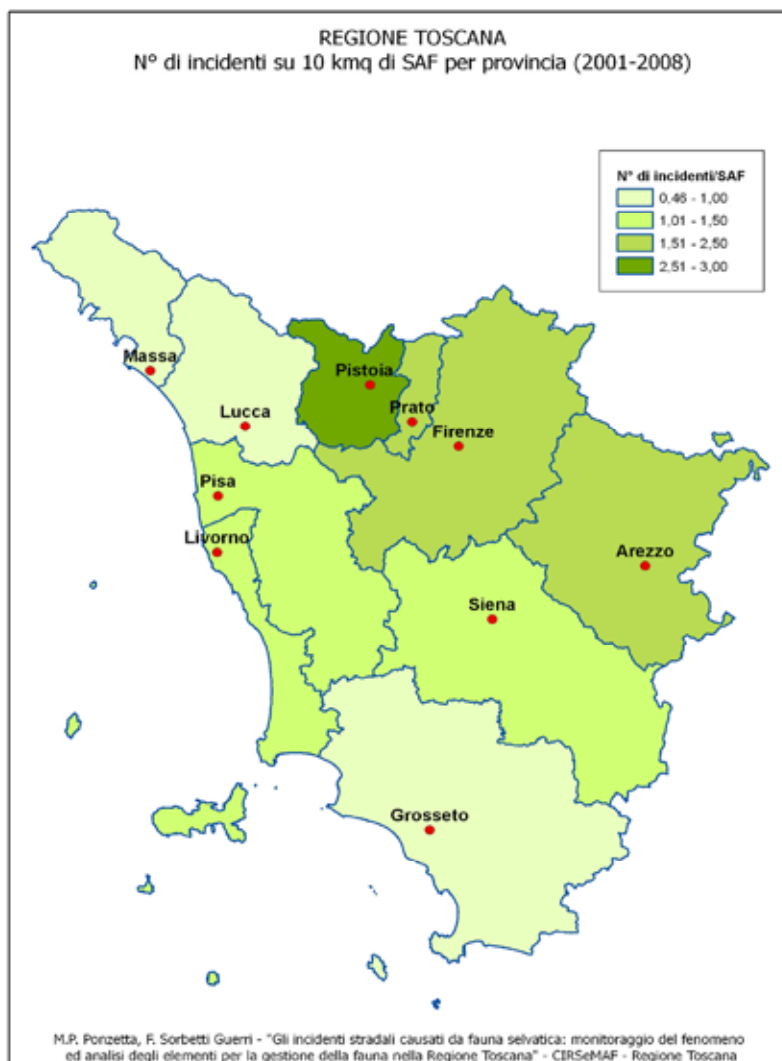 REGIONE TOSCANA
N° di incidenti su 10 kmq di SAF per provincia (2001-2008)
N° di incidenti/SAF
0,46 - 1,00
1,01 - 1,50
1,51 - 2,50
2,51 - 3,00
Massa
Pistoia
Lucca
Prato
Firenze
Pisa
Livorno
Arezzo
Siena
Grosseto
M.P. Ponzetta, F. Sorbetti Guerri - "Gli incidenti stradali causati da fauna selvatica: monitoraggio del fenomeno
ed analisi degli elementi per la gestione della fauna nella Regione Toscana" - CIRSeMAF - Regione Toscana